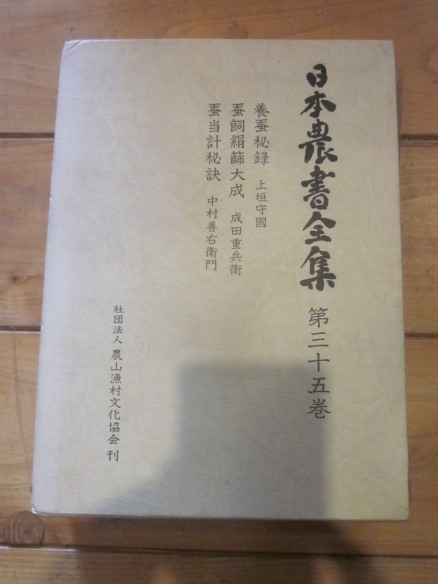 日本農書全集 第三十五巻
養蚕秘録 上垣守國
蚕飼絹篩大成 成田重兵衛
蚕当計秘訣 中村善右衛門
社団法人 農山漁村文化協会 刊